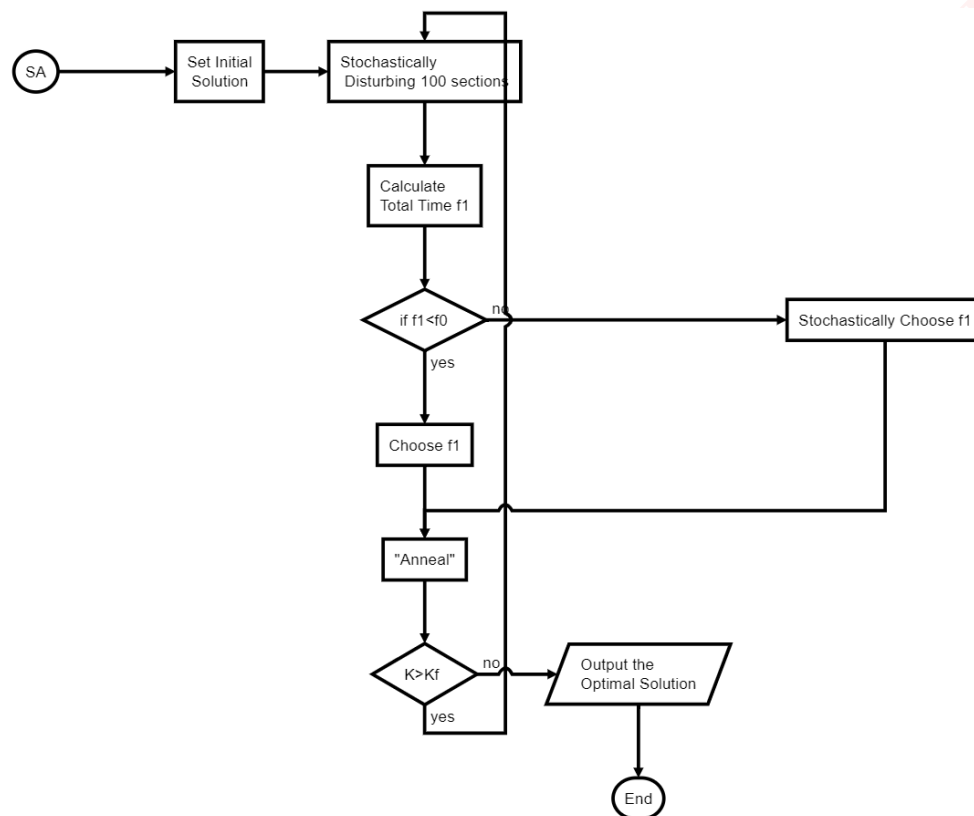 SA
Set Initial
Solution
Stochastically
Disturbing 100 sections
Calculate
Total Time f1
if f1<f0
no
Stochastically Choose f1
yes
Choose f1
"Anneal"
K>Kf
no
Output the
Optimal Solution
yes
End